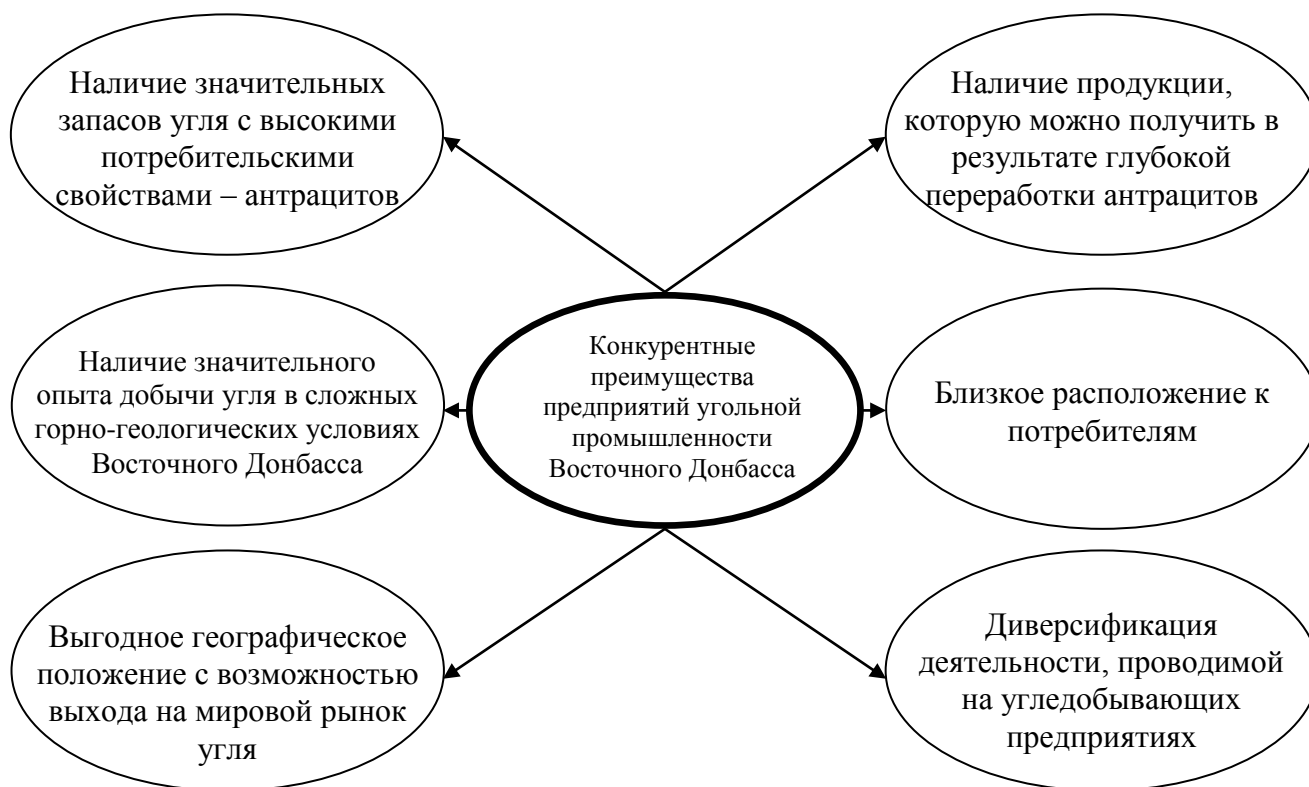 Наличие значительных
запасов угля с высокими
потребительскими
свойствами – антрацитов
Наличие продукции,
которую можно получить в
результате глубокой
переработки антрацитов
Наличие значительного
опыта добычи угля в сложных
горно-геологических условиях
Восточного Донбасса
Конкурентные
преимущества
предприятий угольной
промышленности
Восточного Донбасса
Близкое расположение к
потребителям
Выгодное географическое
положение с возможностью
выхода на мировой рынок
угля
Диверсификация
деятельности, проводимой
на угледобывающих
предприятиях